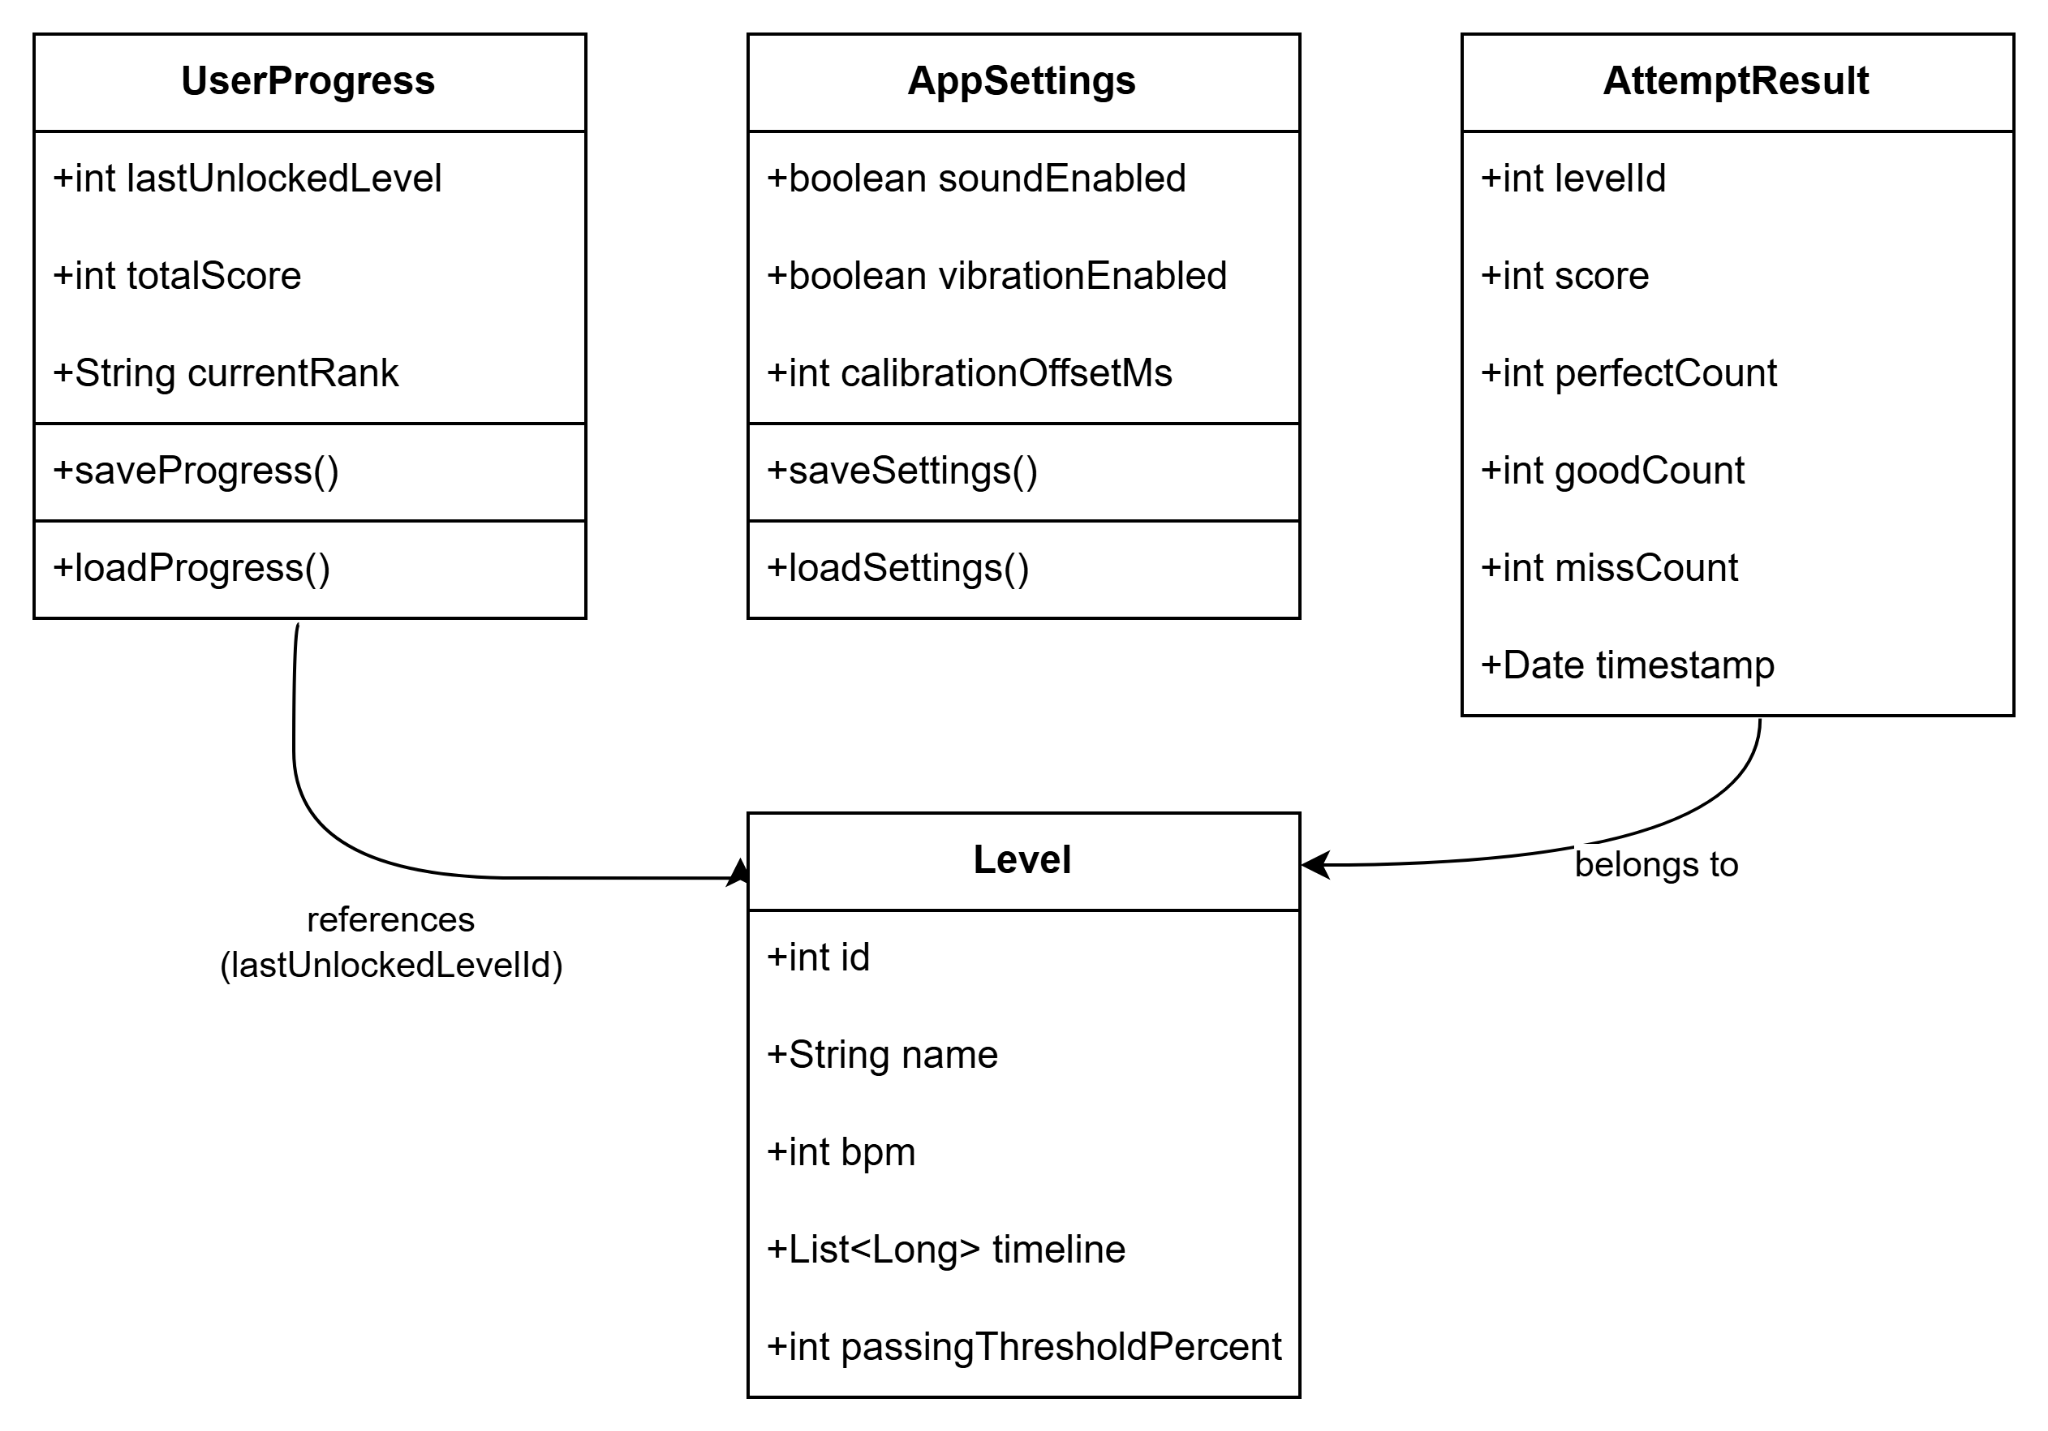 UserProgress
+int lastUnlockedLevel
+int totalScore
+String currentRank
+saveProgress()
+loadProgress()
AppSettings
+boolean soundEnabled
+boolean vibrationEnabled
+int calibrationOffsetMs
+saveSettings()
+loadSettings()
AttemptResult
+int levelId
+int score
+int perfectCount
+int goodCount
+int missCount
+Date timestamp
references
(lastUnlockedLevelId)
belongs to
Level
+int id
+String name
+int bpm
+List<Long> timeline
+int passingThresholdPercent